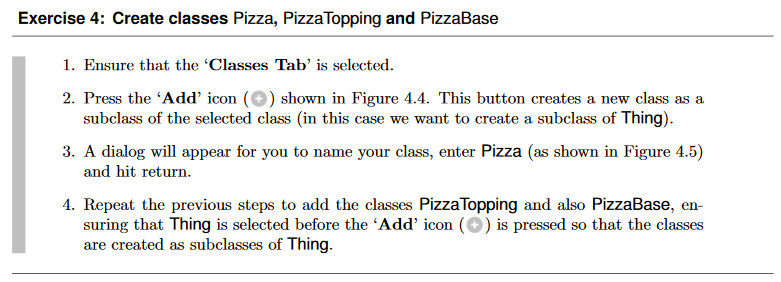 Exercise 4: Create classes Pizza, PizzaTopping and PizzaBase
1. Ensure that the ‘Classes Tab’ is selected.
2. Press the ‘Add’ icon (+) shown in Figure 4.4. This button creates a new class as a
subclass of the selected class (in this case we want to create a subclass of Thing).
3. A dialog will appear for you to name your class, enter Pizza (as shown in Figure 4.5)
and hit return.
4. Repeat the previous steps to add the classes PizzaTopping and also PizzaBase, en-
suring that Thing is selected before the ‘Add’ icon (+) is pressed so that the classes
are created as subclasses of Thing.